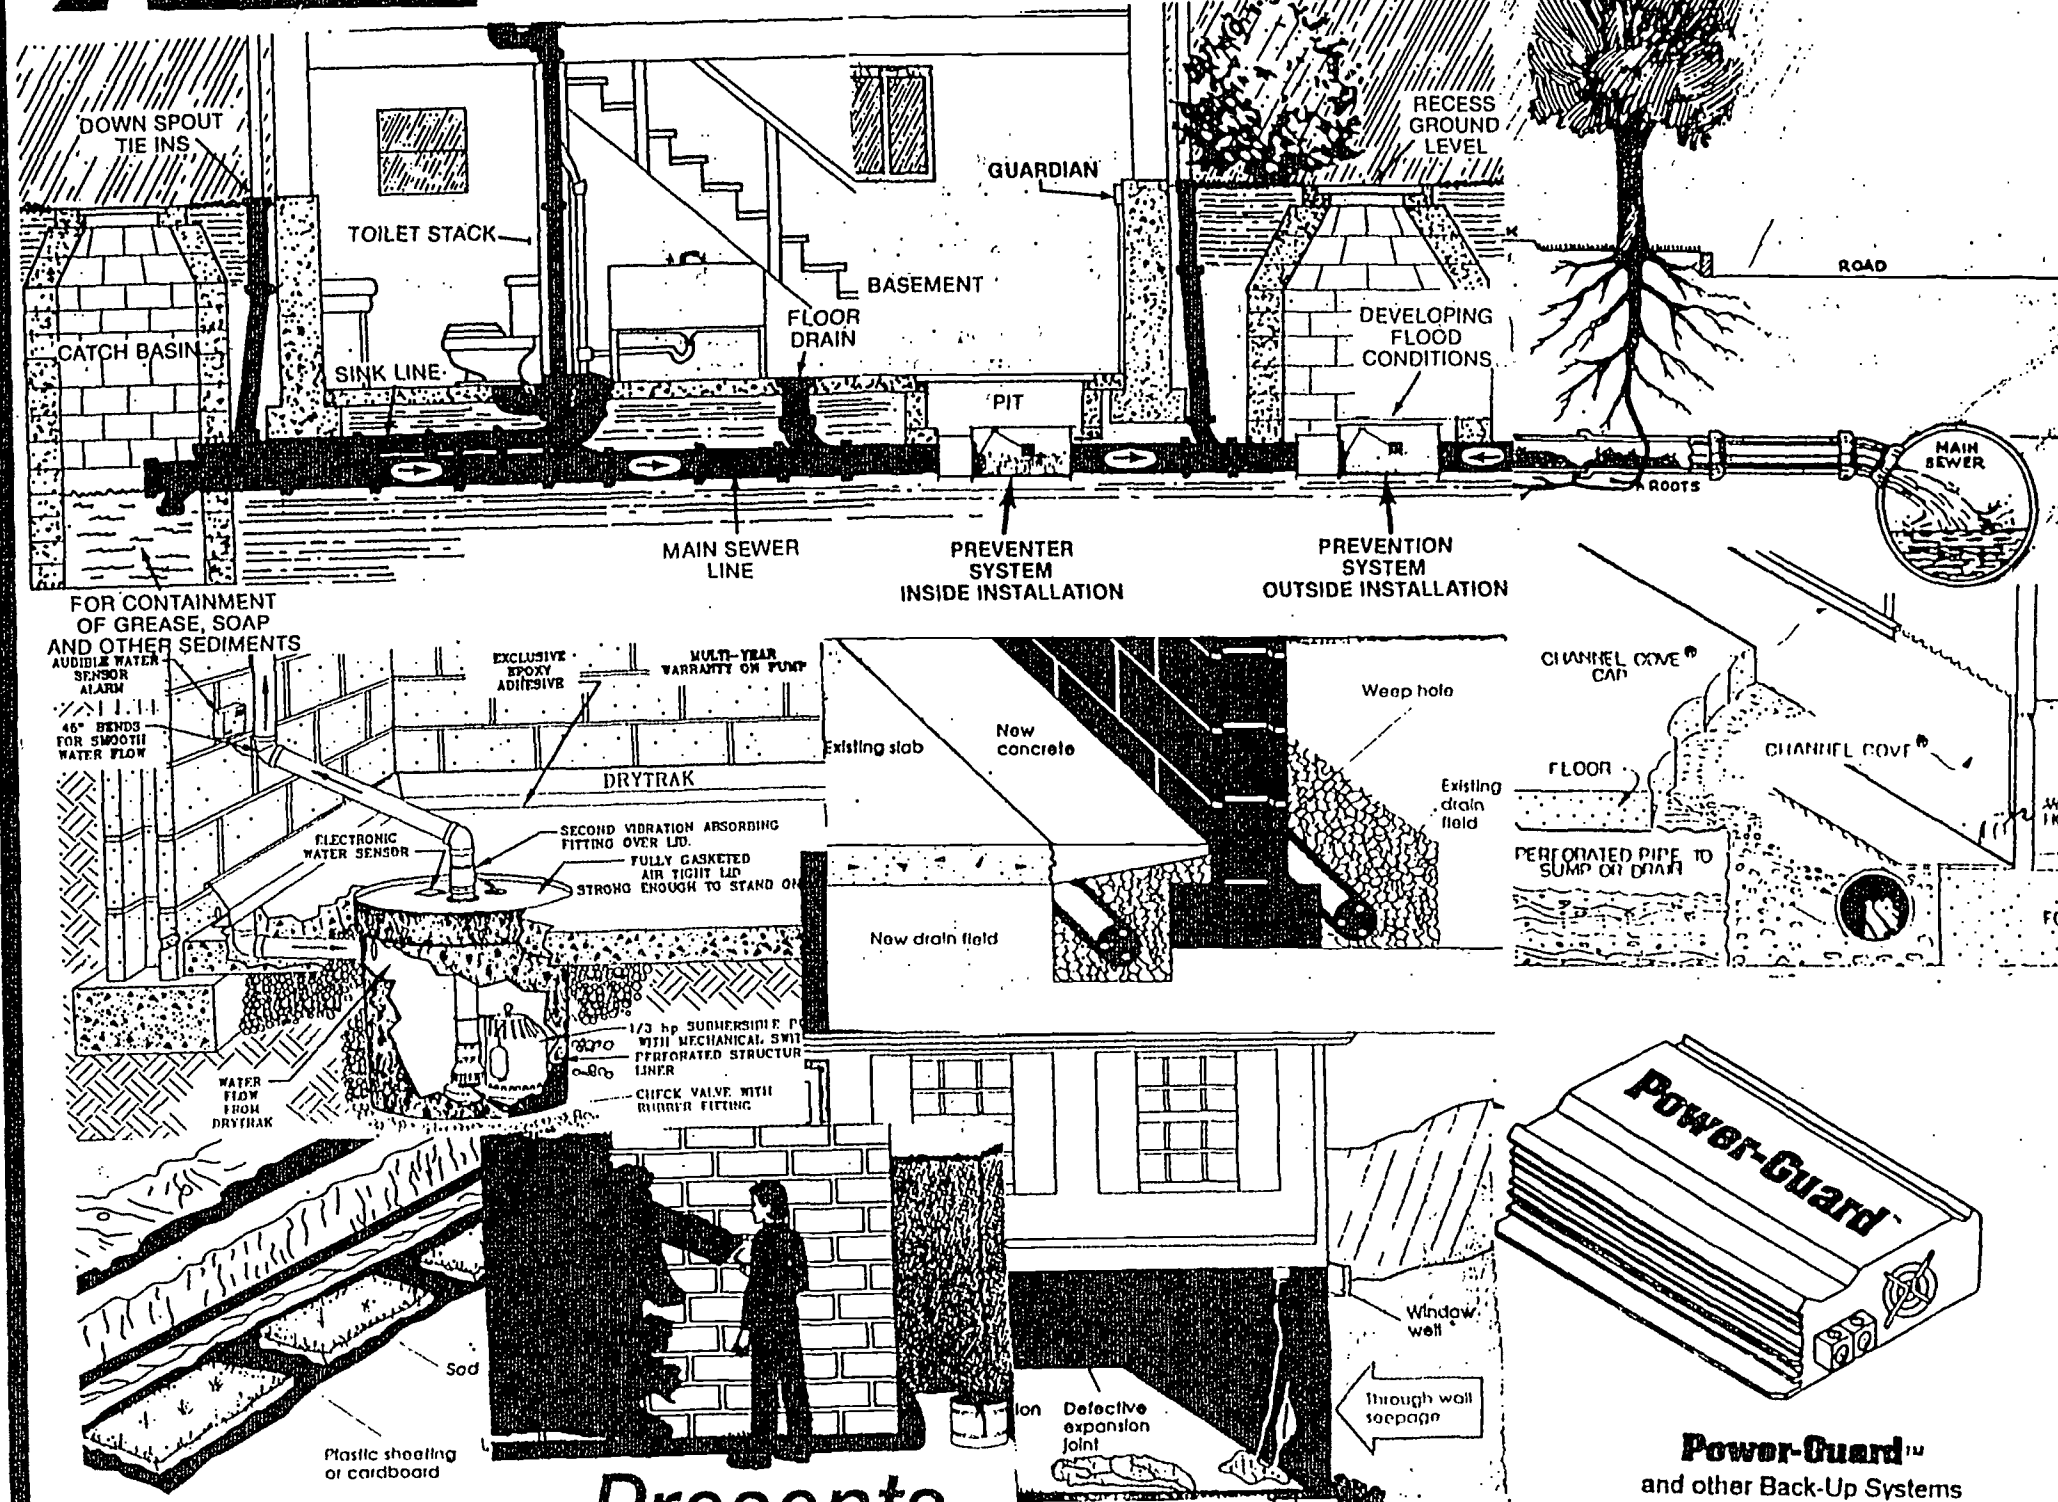 DOWN SPOUT
TIE INS
TOILET STACK
CATCH BASIN
SINK LINE
FLOOR
DRAIN
BASEMENT
GUARDIAN
RECESS
GROUND
LEVEL
DEVELOPING
FLOOD
CONDITIONS
PIT
ROAD
ROOTS
MAIN
SEWER
MAIN SEWER
LINE
PREVENTER
SYSTEM
INSIDE INSTALLATION
PREVENTION
SYSTEM
OUTSIDE INSTALLATION
FOR CONTAINMENT
OF GREASE, SOAP
AND OTHER SEDIMENTS
AUDIBLE WATER
SENSOR
ALARM
45° BENDS
FOR SMOOTH
WATER FLOW
EXCLUSIVE
EPOXY
ADHESIVE
MULTI-YEAR
WARRANTY ON PUMP
DRYTRAK
ELECTRONIC
WATER SENSOR
SECOND VIBRATION ABSORBING
FITTING OVER LID.
FULLY GASKETED
AIR TIGHT LID
STRONG ENOUGH TO STAND ON
1/3 hp SUBMERSIBLE
WITH MECHANICAL
PERFORATED
LINER
CHECK VALVE WITH
RUBBER FITTING
WATER
FLOW
FROM
DRYTRAK
Existing slab
New
concrete
Weep hole
Existing
drain
field
New drain field
CHANNEL COVE®
CAP
CHANNEL COVE®
FLOOR
PERFORATED PIPE TO
SUMP OR DRAIN
Sod
Plastic sheeting
or cardboard
Window
well
Through wall
seepage
Defective
expansion
joint
Power-Guard™
Power-Guard™
and other Back-Up Systems
Presents